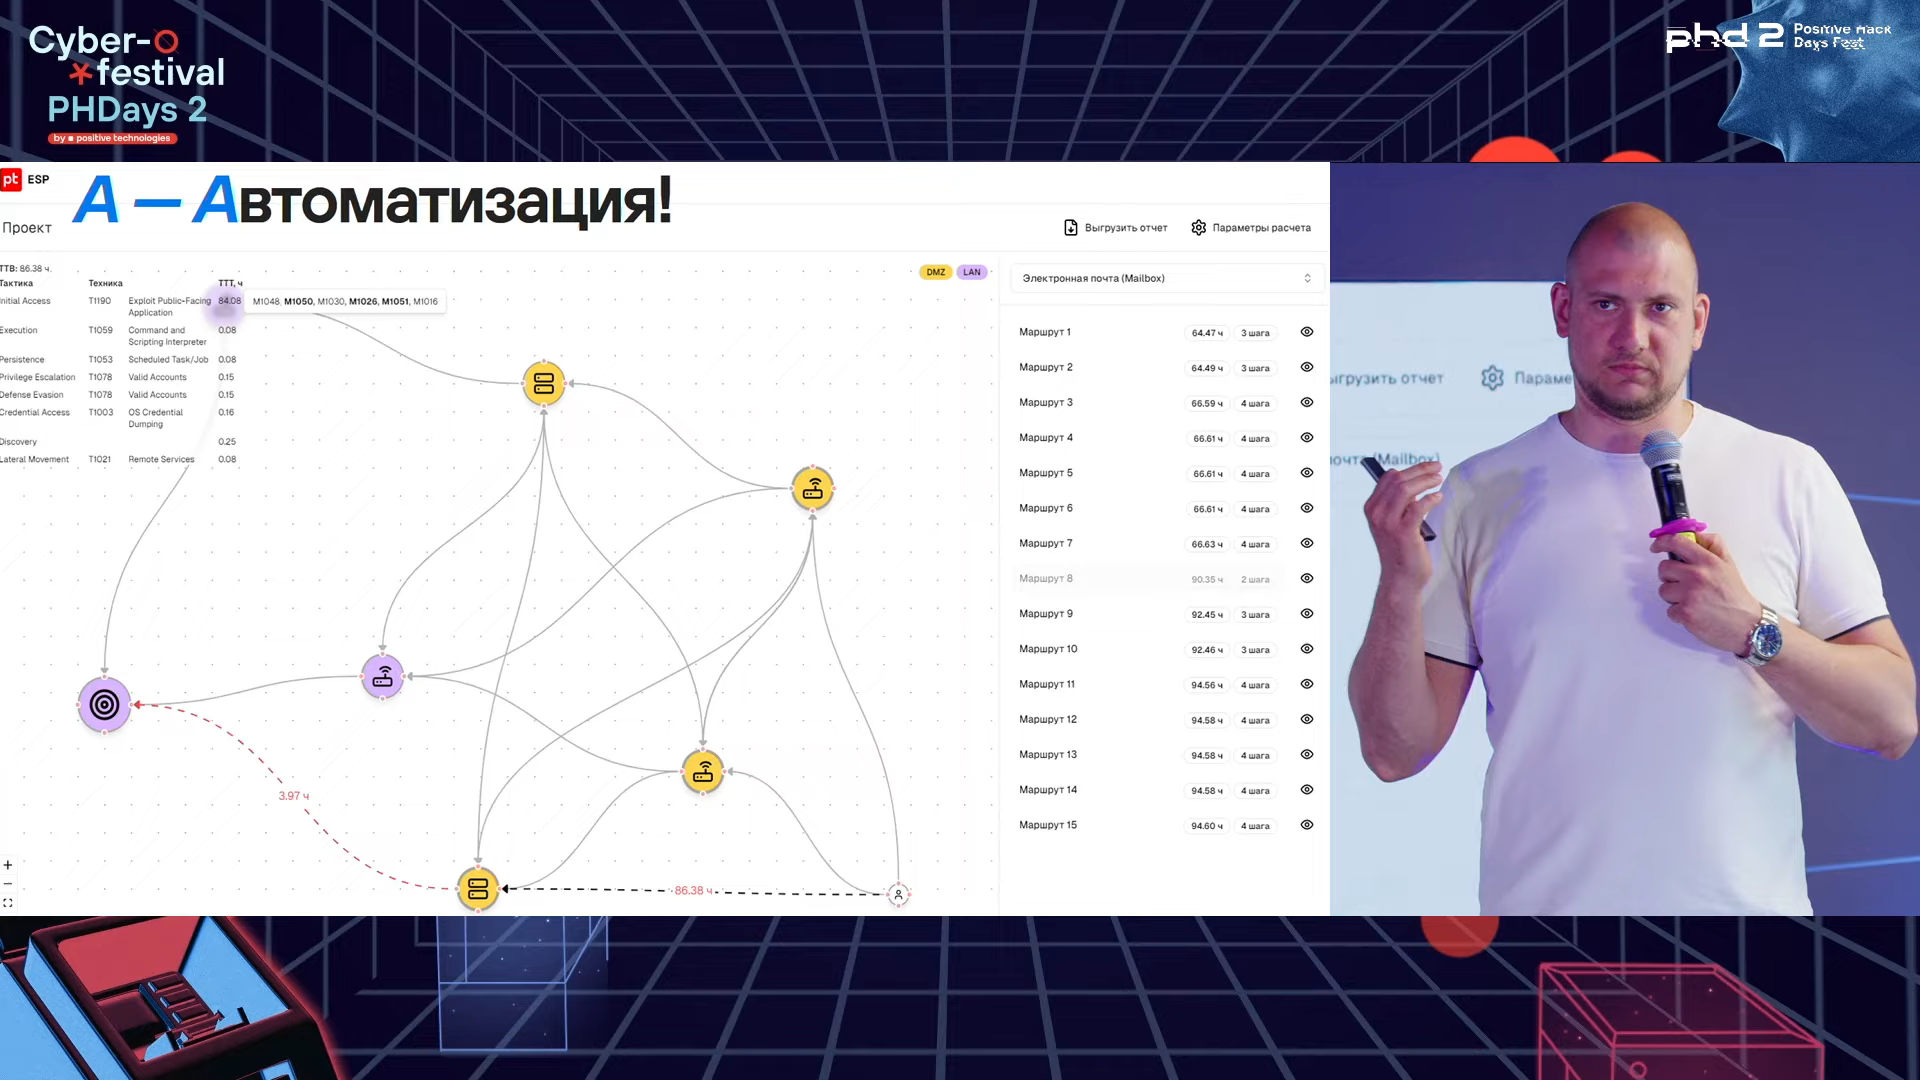 Cyber-
festival
PHDays 2
by positive technologies
phd 2
Positive Hack
Days Fest
pt ESP
А — Автоматизация!
Проект
Выгрузить отчет
Параметры расчета
TTB: 86.38 ч.
Тактика Техника TTT, ч
Initial Access T1190 Exploit Public-Facing Application 84.08
M1048, M1050, M1030, M1026, M1051, M1016
Execution T1059 Command and Scripting Interpreter 0.08
Persistence T1053 Scheduled Task/Job 0.08
Privilege Escalation T1078 Valid Accounts 0.15
Defense Evasion T1078 Valid Accounts 0.15
Credential Access T1003 OS Credential Dumping 0.16
Discovery 0.25
Lateral Movement T1021 Remote Services 0.08
DMZ LAN
3.97 ч
86.38 ч
Электронная почта (Mailbox)
Маршрут 1 64.47 ч 3 шага
Маршрут 2 64.49 ч 3 шага
Маршрут 3 66.59 ч 4 шага
Маршрут 4 66.61 ч 4 шага
Маршрут 5 66.61 ч 4 шага
Маршрут 6 66.61 ч 4 шага
Маршрут 7 66.63 ч 4 шага
Маршрут 8 90.35 ч 2 шага
Маршрут 9 92.45 ч 3 шага
Маршрут 10 92.46 ч 3 шага
Маршрут 11 94.56 ч 4 шага
Маршрут 12 94.58 ч 4 шага
Маршрут 13 94.58 ч 4 шага
Маршрут 14 94.58 ч 4 шага
Маршрут 15 94.60 ч 4 шага
ыгрузить отчет
Параме
почта (Mailbox)